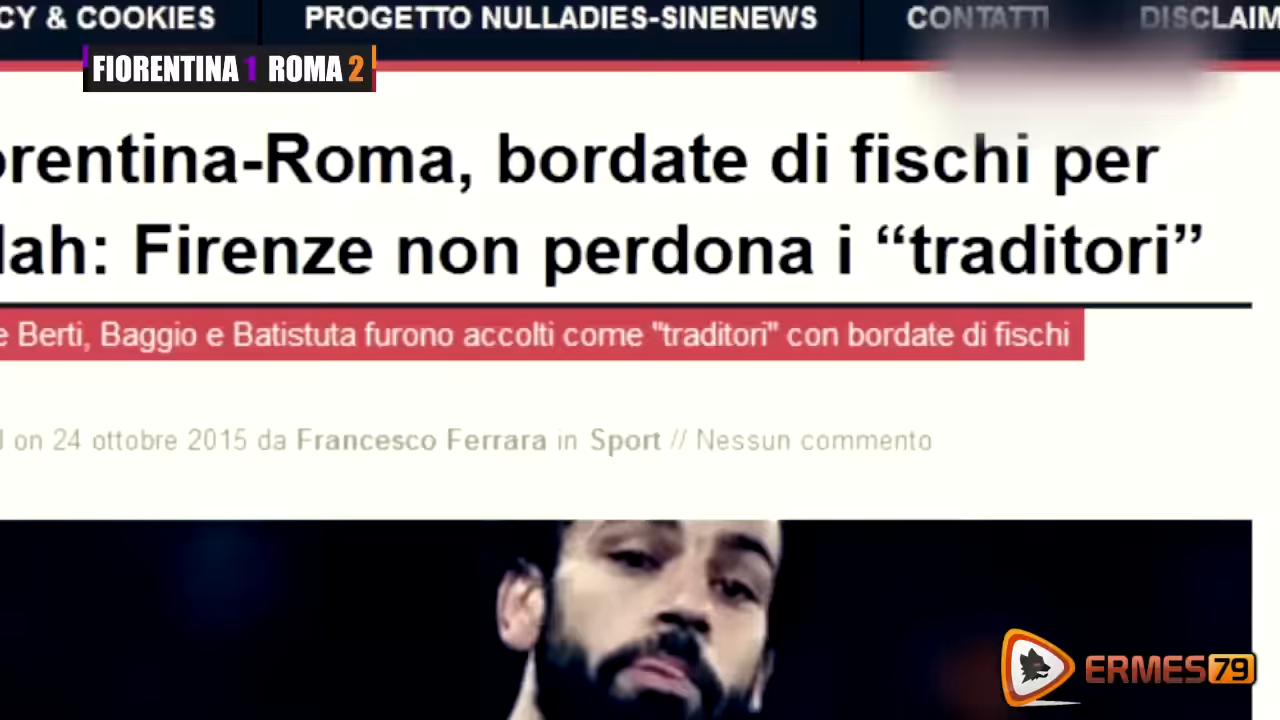 CY & COOKIES PROGETTO NULLADIES-SINENEWS CONTATTI DISCLAIM
FIORENTINA 1 ROMA 2
orentina-Roma, bordate di fischi per
lah: Firenze non perdona i “traditori”
e Berti, Baggio e Batistuta furono accolti come "traditori" con bordate di fischi
on 24 ottobre 2015 da Francesco Ferrara in Sport // Nessun commento
ERMES79